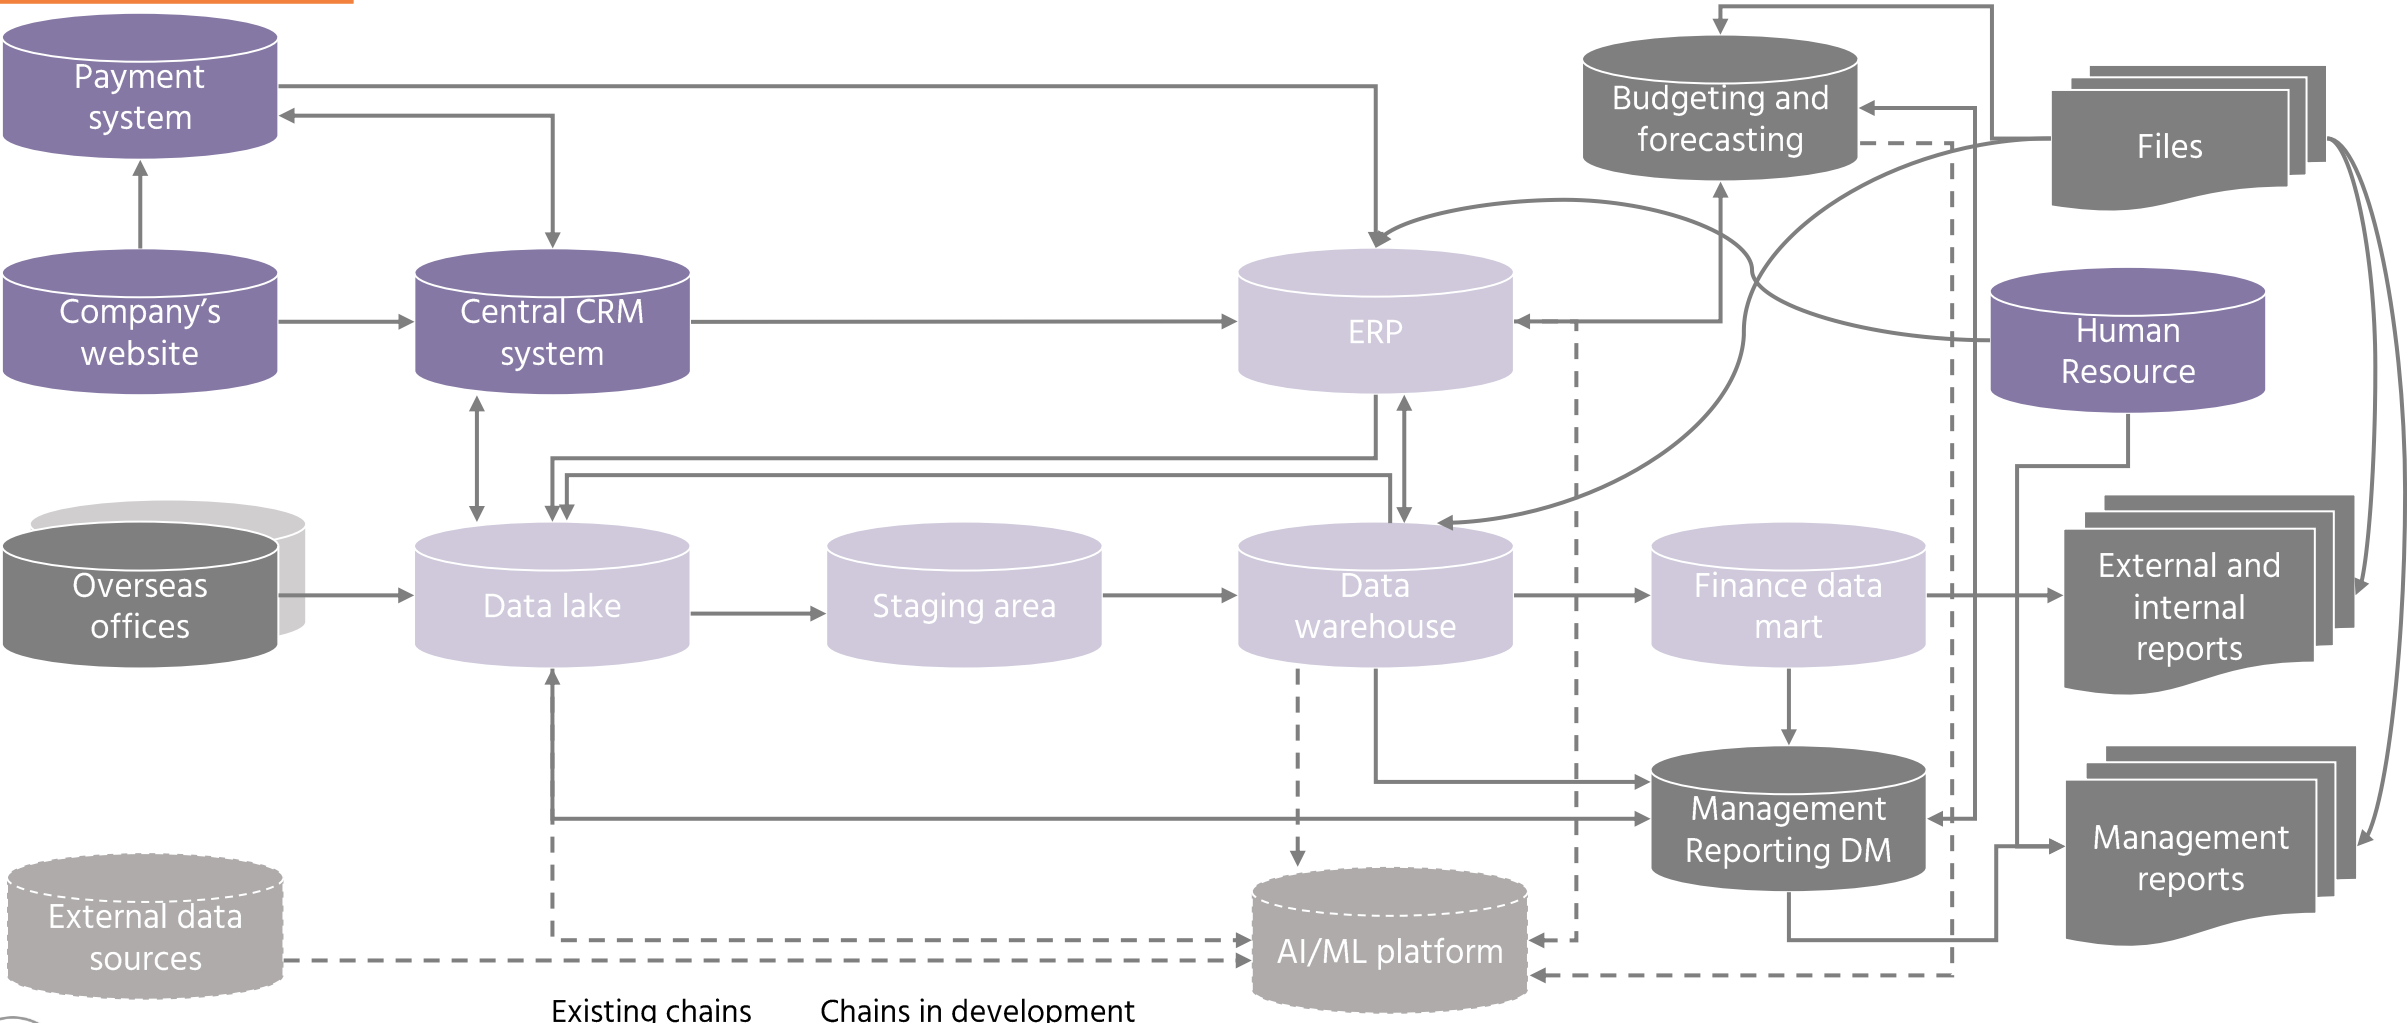 Payment
system
Budgeting and
forecasting
Files
Company’s
website
Central CRM
system
ERP
Human
Resource
Overseas
offices
Data lake
Staging area
Data
warehouse
Finance data
mart
External and
internal
reports
Management
Reporting DM
Management
reports
External data
sources
AI/ML platform
Existing chains
Chains in development